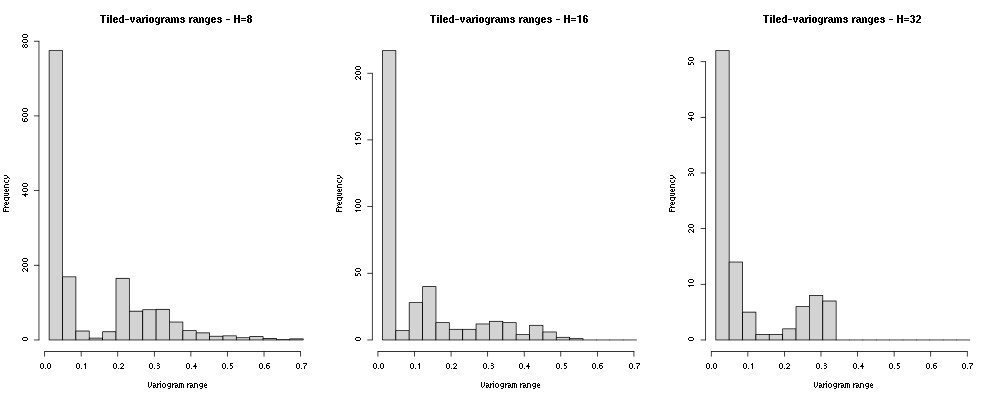 Tiled-variograms ranges - H=8
Frequency
800
600
400
200
0
0.0 0.1 0.2 0.3 0.4 0.5 0.6 0.7
Variogram range
Tiled-variograms ranges - H=16
Frequency
200
150
100
50
0
0.0 0.1 0.2 0.3 0.4 0.5 0.6 0.7
Variogram range
Tiled-variograms ranges - H=32
Frequency
50
40
30
20
10
0
0.0 0.1 0.2 0.3 0.4 0.5 0.6 0.7
Variogram range